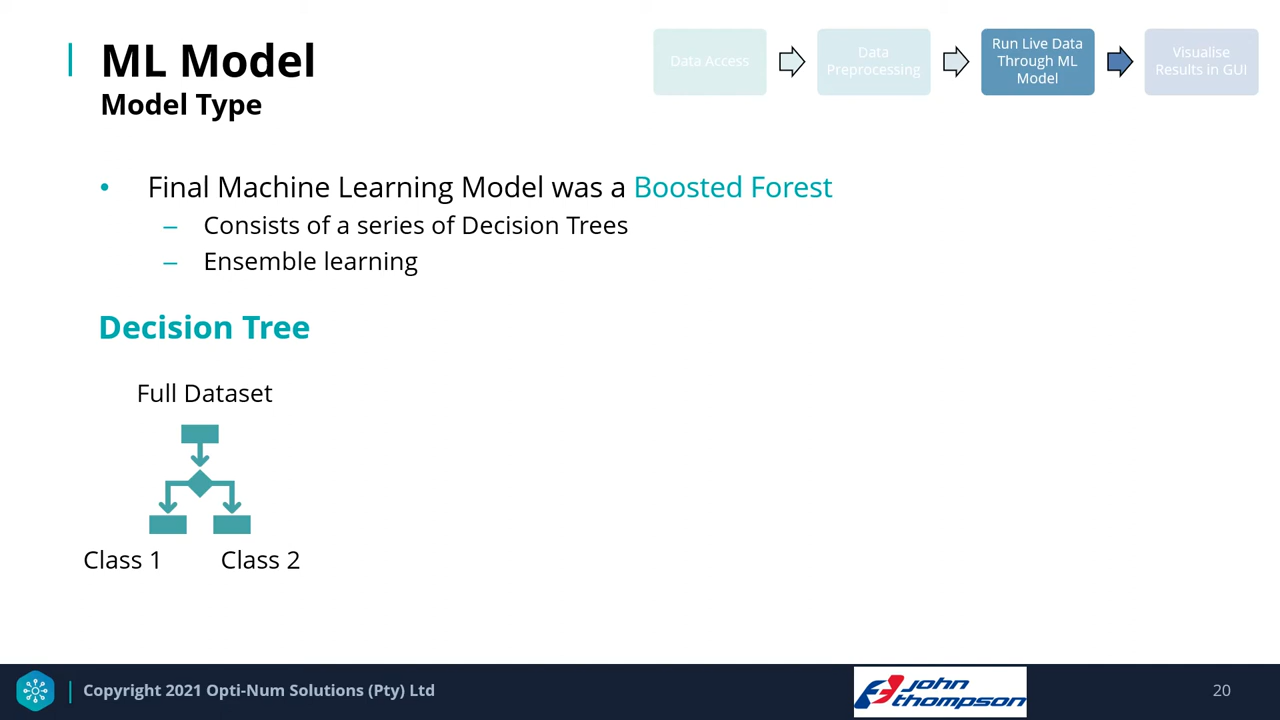 ML Model
Model Type
Data Access
Data
Preprocessing
Run Live Data
Through ML
Model
Visualise
Results in GUI
• Final Machine Learning Model was a Boosted Forest
– Consists of a series of Decision Trees
– Ensemble learning
Decision Tree
Full Dataset
Class 1 Class 2
Copyright 2021 Opti-Num Solutions (Pty) Ltd
john
thompson
20